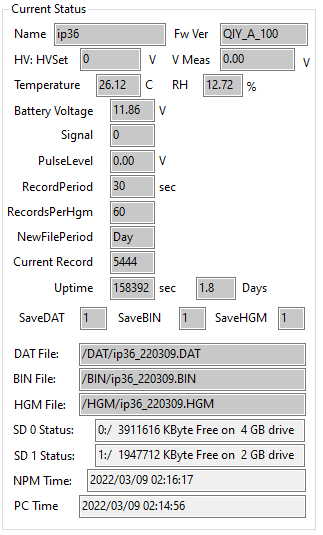 Current Status
Name ip36 Fw Ver QIY_A_100
HV: HVSet 0 V V Meas 0.00 V
Temperature 26.12 C RH 12.72 %
Battery Voltage 11.86 V
Signal 0
PulseLevel 0.00 V
RecordPeriod 30 sec
RecordsPerHgm 60
NewFilePeriod Day
Current Record 5444
Uptime 158392 sec 1.8 Days
SaveDAT 1 SaveBIN 1 SaveHGM 1
DAT File: /DAT/ip36_220309.DAT
BIN File: /BIN/ip36_220309.BIN
HGM File: /HGM/ip36_220309.HGM
SD 0 Status: 0:/ 3911616 KByte Free on 4 GB drive
SD 1 Status: 1:/ 1947712 KByte Free on 2 GB drive
NPM Time: 2022/03/09 02:16:17
PC Time 2022/03/09 02:14:56